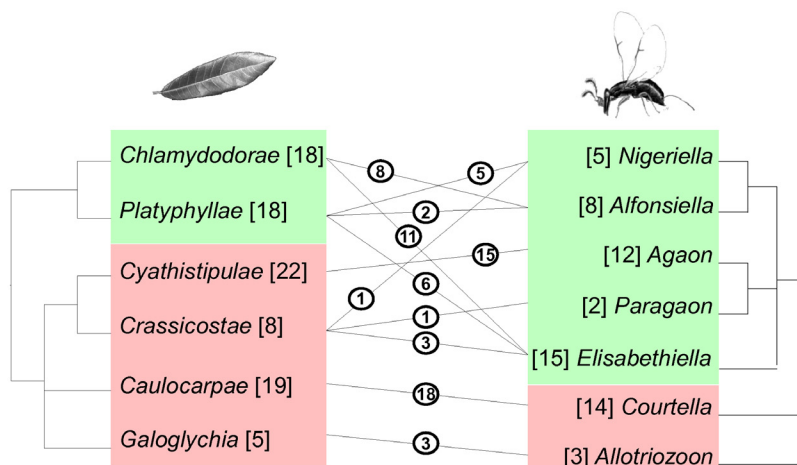 Chlamydodorae [18]
8
5
[5] Nigeriella
Platyphyllae [18]
2
[8] Alfonsiella
11
Cyathistipulae [22]
15
[12] Agaon
6
1
[2] Paragaon
Crassicostae [8]
1
3
[15] Elisabethiella
Caulocarpae [19]
18
[14] Courtella
Galoglychia [5]
3
[3] Allotriozoon